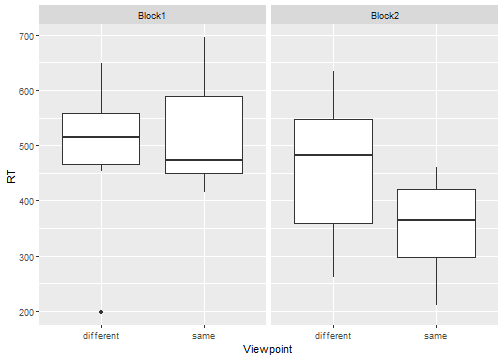 Block1
Block2
RT
700
600
500
400
300
200
different
same
different
same
Viewpoint